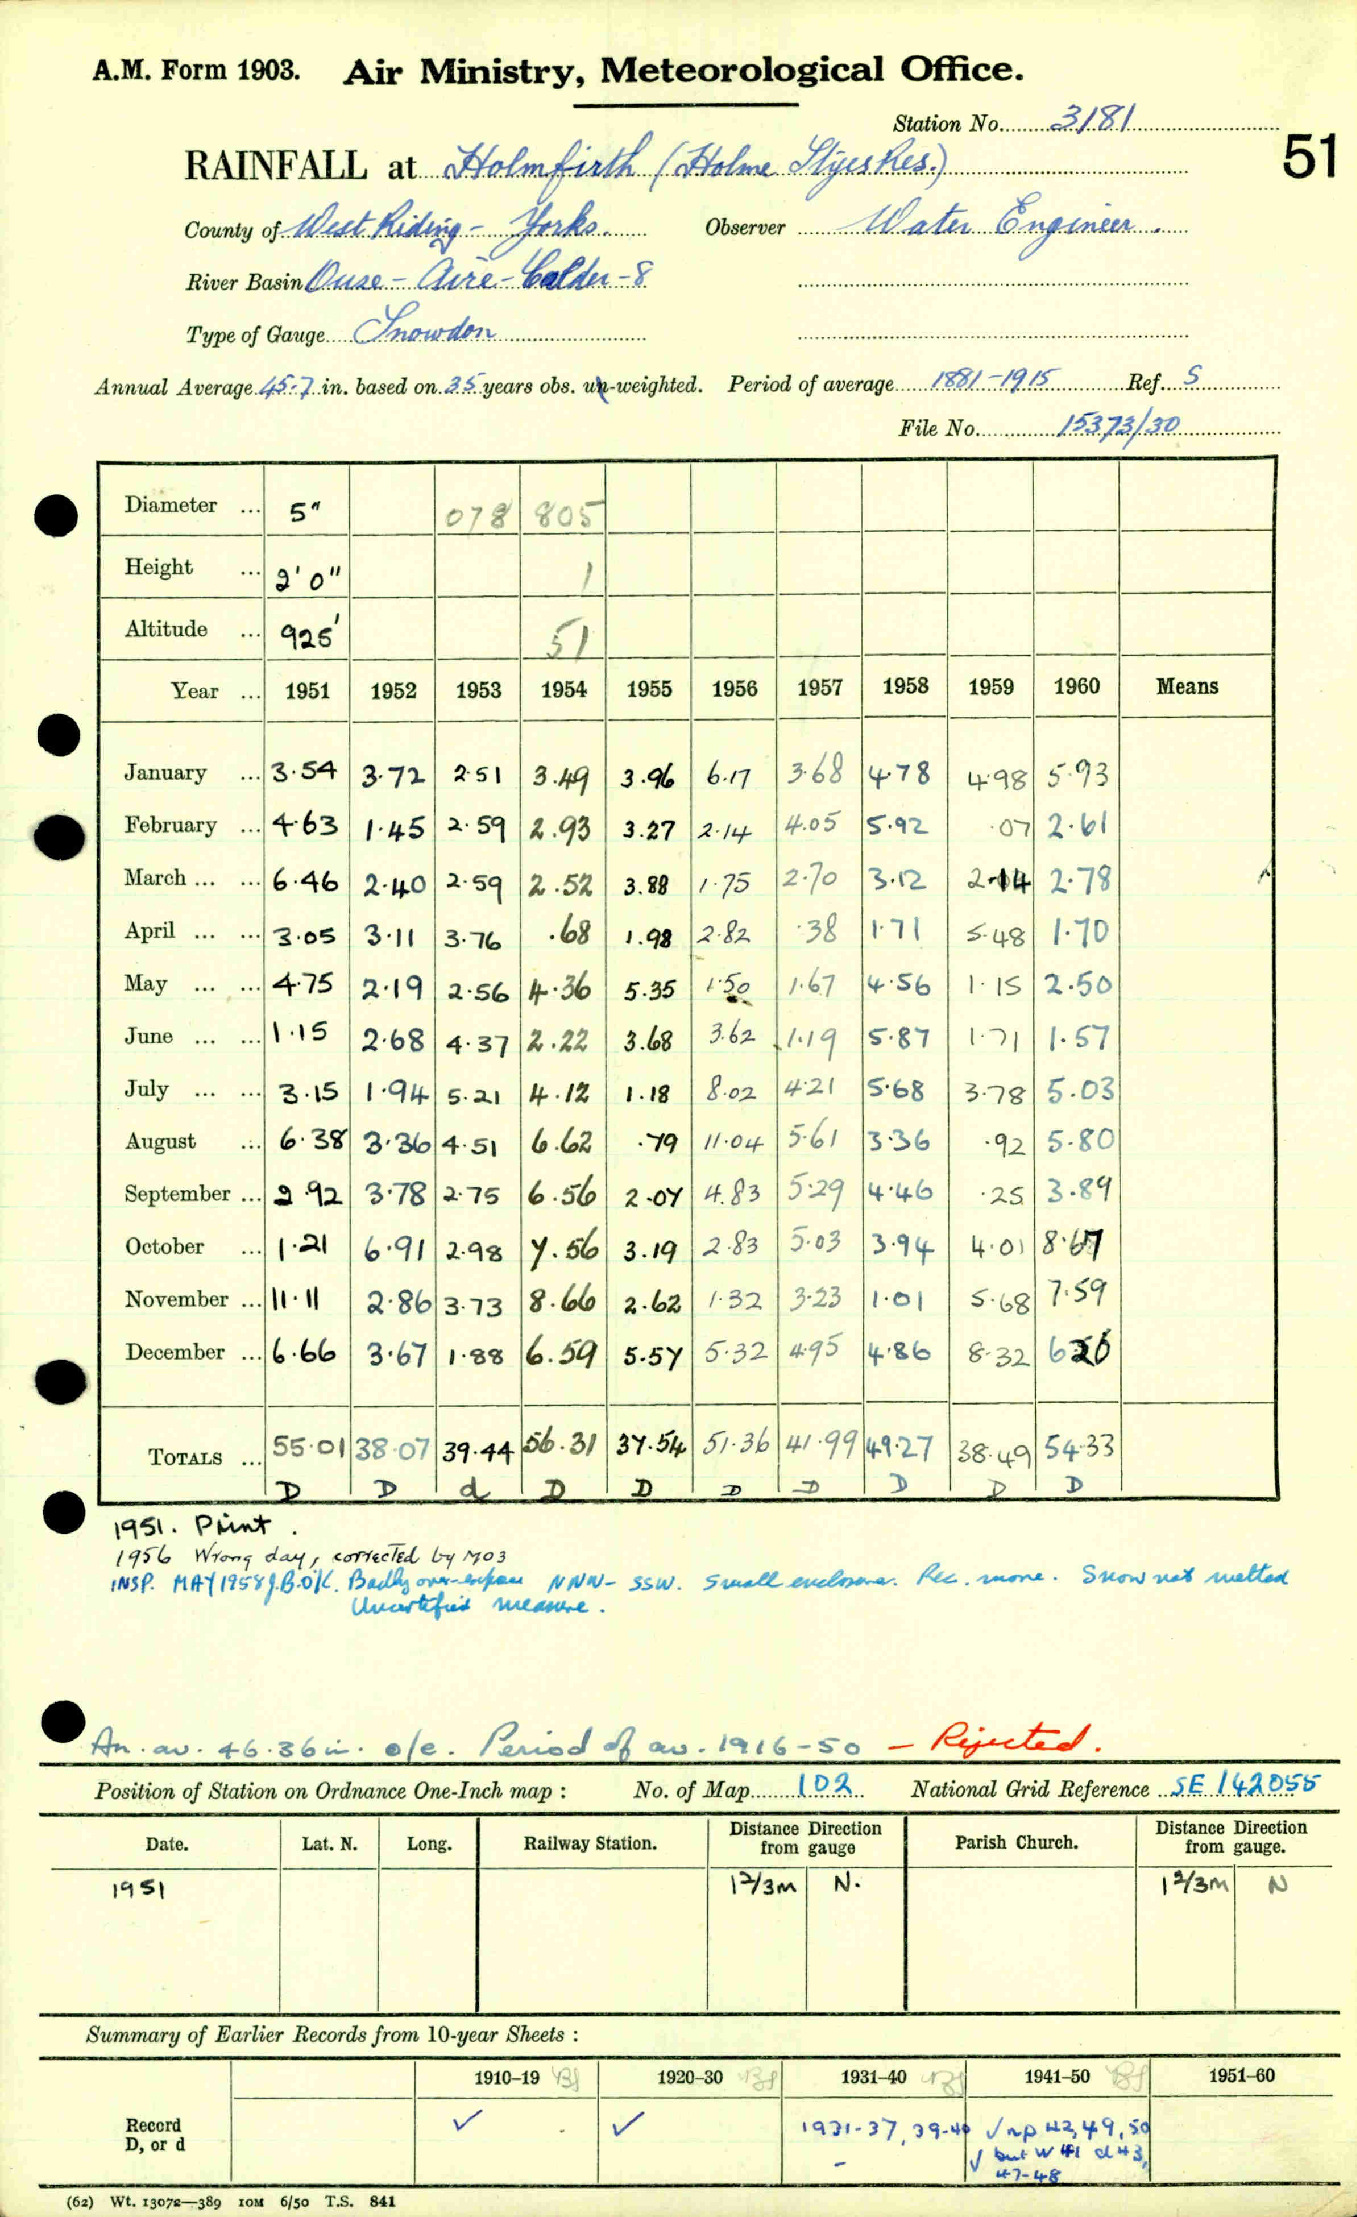 A.M. Form 1903. Air Ministry, Meteorological Office.
Station No. 3181
51
RAINFALL at Holmfirth (Holme Styes Res.)
County of West Riding - Yorks. Observer Water Engineer.
River Basin Ouse - Aire - Calder - 8
Type of Gauge Snowdon
Annual Average 45.7 in. based on 35 years obs. un-weighted. Period of average 1881-1915 Ref. S
File No. 15373/30
Diameter ... 5" 078 805
Height ... 2' 0" 1
Altitude ... 925' 51
Year ... 1951 1952 1953 1954 1955 1956 1957 1958 1959 1960 Means
January ... 3.54 3.72 2.51 3.49 3.96 6.17 3.68 4.78 4.98 5.93
February ... 4.63 1.45 2.59 2.93 3.27 2.14 4.05 5.92 .07 2.61
March ... ... 6.46 2.40 2.59 2.52 3.88 1.75 2.70 3.12 2.14 2.78
April ... ... 3.05 3.11 3.76 .68 1.98 2.82 .38 1.71 5.48 1.70
May ... ... 4.75 2.19 2.56 4.36 5.35 1.50 1.67 4.56 1.15 2.50
June ... ... 1.15 2.68 4.37 2.22 3.68 3.62 1.19 5.87 1.71 1.57
July ... ... 3.15 1.94 5.21 4.12 1.18 8.02 4.21 5.68 3.78 5.03
August ... 6.38 3.36 4.51 6.62 .79 11.04 5.61 3.36 .92 5.80
September ... 2.92 3.78 2.75 6.56 2.07 4.83 5.29 4.46 .25 3.89
October ... 1.21 6.91 2.98 7.56 3.19 2.83 5.03 3.94 4.01 8.67
November ... 11.11 2.86 3.73 8.66 2.62 1.32 3.23 1.01 5.68 7.59
December ... 6.66 3.67 1.88 6.59 5.57 5.32 4.95 4.86 8.32
TOTALS ... 55.01 38.07 39.44 56.31 37.54 51.36 41.99 49.27 38.49 54.33
D D d D D D D D D D
1951. Print.
1956 Wrong day, corrected by MO3
INSP. MAY 1958 J.B.O'K. Badly over-expose NNW - SSW. Small enclosure. Rec. none. Snow not melted
Uncertified measure.
An. av. 46.36 in. o/e. Period of av. 1916-50 - Rejected.
Position of Station on Ordnance One-Inch map : No. of Map 102 National Grid Reference SE 142055
Date. Lat. N. Long. Railway Station. Distance Direction from gauge Parish Church. Distance Direction from gauge.
1951 1 2/3 m N. 1 2/3 m N
Summary of Earlier Records from 10-year Sheets :
1910-19 1920-30 1931-40 1941-50 1951-60
Record
D, or d ✓ ✓ 1931-37, 39-40 - ✓ np 42, 49, 50
✓ but W 41 d 43,
47-48
(62) Wt. 13072—389 10M 6/50 T.S. 841